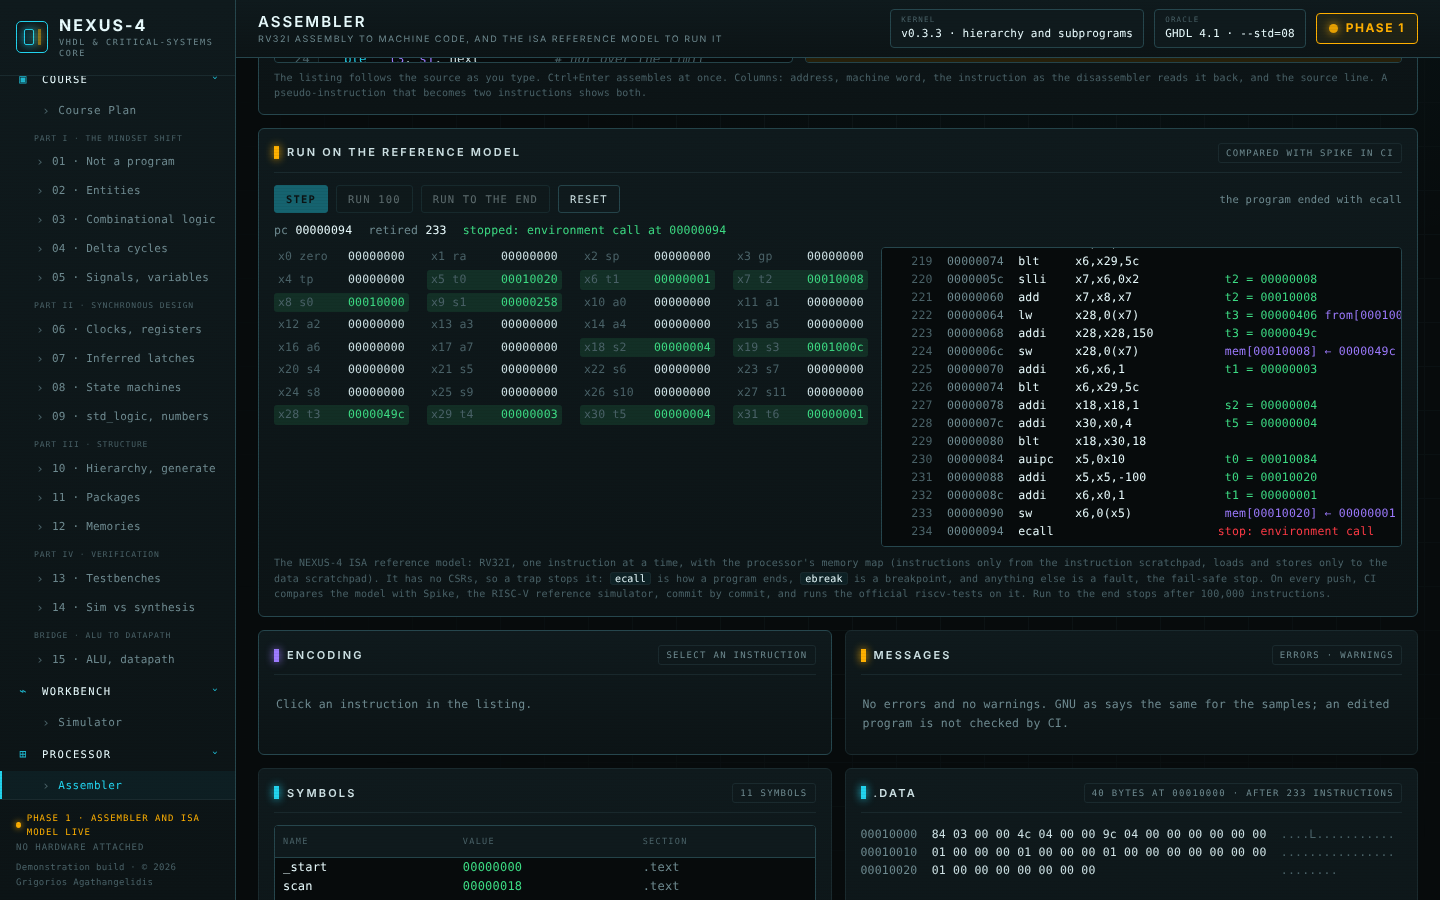 NEXUS-4
VHDL & CRITICAL-SYSTEMS
CORE
COURSE
Course Plan
PART I · THE MINDSET SHIFT
01 · Not a program
02 · Entities
03 · Combinational logic
04 · Delta cycles
05 · Signals, variables
PART II · SYNCHRONOUS DESIGN
06 · Clocks, registers
07 · Inferred latches
08 · State machines
09 · std_logic, numbers
PART III · STRUCTURE
10 · Hierarchy, generate
11 · Packages
12 · Memories
PART IV · VERIFICATION
13 · Testbenches
14 · Sim vs synthesis
BRIDGE · ALU TO DATAPATH
15 · ALU, datapath
WORKBENCH
Simulator
PROCESSOR
Assembler
PHASE 1 · ASSEMBLER AND ISA
MODEL LIVE
NO HARDWARE ATTACHED
Demonstration build · © 2026
Grigorios Agathangelidis
ASSEMBLER
RV32I ASSEMBLY TO MACHINE CODE, AND THE ISA REFERENCE MODEL TO RUN IT
KERNEL
v0.3.3 · hierarchy and subprograms
ORACLE
GHDL 4.1 · --std=08
PHASE 1
The listing follows the source as you type. Ctrl+Enter assembles at once. Columns: address, machine word, the instruction as the disassembler reads it back, and the source line. A
pseudo-instruction that becomes two instructions shows both.
RUN ON THE REFERENCE MODEL
COMPARED WITH SPIKE IN CI
STEP RUN 100 RUN TO THE END RESET
the program ended with ecall
pc 00000094 retired 233 stopped: environment call at 00000094
x0 zero 00000000 x1 ra 00000000 x2 sp 00000000 x3 gp 00000000
x4 tp 00000000 x5 t0 00010020 x6 t1 00000001 x7 t2 00010008
x8 s0 00010000 x9 s1 00000258 x10 a0 00000000 x11 a1 00000000
x12 a2 00000000 x13 a3 00000000 x14 a4 00000000 x15 a5 00000000
x16 a6 00000000 x17 a7 00000000 x18 s2 00000004 x19 s3 0001000c
x20 s4 00000000 x21 s5 00000000 x22 s6 00000000 x23 s7 00000000
x24 s8 00000000 x25 s9 00000000 x26 s10 00000000 x27 s11 00000000
x28 t3 0000049c x29 t4 00000003 x30 t5 00000004 x31 t6 00000001
219 00000074 blt x6,x29,5c
220 0000005c slli x7,x6,0x2 t2 = 00000008
221 00000060 add x7,x8,x7 t2 = 00010008
222 00000064 lw x28,0(x7) t3 = 00000406 from[000100
223 00000068 addi x28,x28,150 t3 = 0000049c
224 0000006c sw x28,0(x7) mem[00010008] ← 0000049c
225 00000070 addi x6,x6,1 t1 = 00000003
226 00000074 blt x6,x29,5c
227 00000078 addi x18,x18,1 s2 = 00000004
228 0000007c addi x30,x0,4 t5 = 00000004
229 00000080 blt x18,x30,18
230 00000084 auipc x5,0x10 t0 = 00010084
231 00000088 addi x5,x5,-100 t0 = 00010020
232 0000008c addi x6,x0,1 t1 = 00000001
233 00000090 sw x6,0(x5) mem[00010020] ← 00000001
234 00000094 ecall stop: environment call
The NEXUS-4 ISA reference model: RV32I, one instruction at a time, with the processor's memory map (instructions only from the instruction scratchpad, loads and stores only to the
data scratchpad). It has no CSRs, so a trap stops it: ecall is how a program ends, ebreak is a breakpoint, and anything else is a fault, the fail-safe stop. On every push, CI
compares the model with Spike, the RISC-V reference simulator, commit by commit, and runs the official riscv-tests on it. Run to the end stops after 100,000 instructions.
ENCODING
SELECT AN INSTRUCTION
Click an instruction in the listing.
MESSAGES
ERRORS · WARNINGS
No errors and no warnings. GNU as says the same for the samples; an edited
program is not checked by CI.
SYMBOLS
11 SYMBOLS
NAME VALUE SECTION
_start 00000000 .text
scan 00000018 .text
.DATA
40 BYTES AT 00010000 · AFTER 233 INSTRUCTIONS
00010000 84 03 00 00 4c 04 00 00 9c 04 00 00 00 00 00 00 ....L...........
00010010 01 00 00 00 01 00 00 00 01 00 00 00 00 00 00 00 ................
00010020 01 00 00 00 00 00 00 00 ........